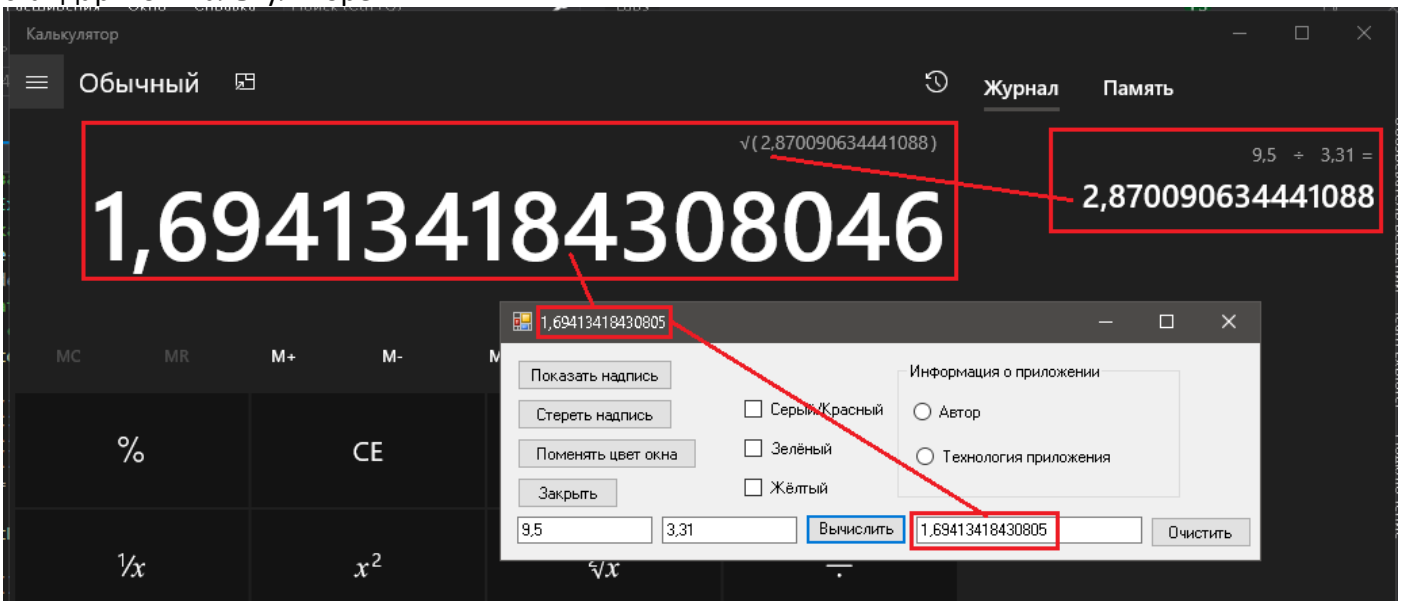 Калькулятор
Обычный
Журнал Память
√(2,870090634441088)
1,694134184308046
9,5 ÷ 3,31 =
2,870090634441088
MC MR M+ M-
% CE
¹/x x² ²√x ÷
1,69413418430805
Показать надпись
Стереть надпись
Поменять цвет окна
Закрыть
Серый/Красный
Зелёный
Жёлтый
Информация о приложении
Автор
Технология приложения
9,5 3,31 Вычислить 1,69413418430805 Очистить